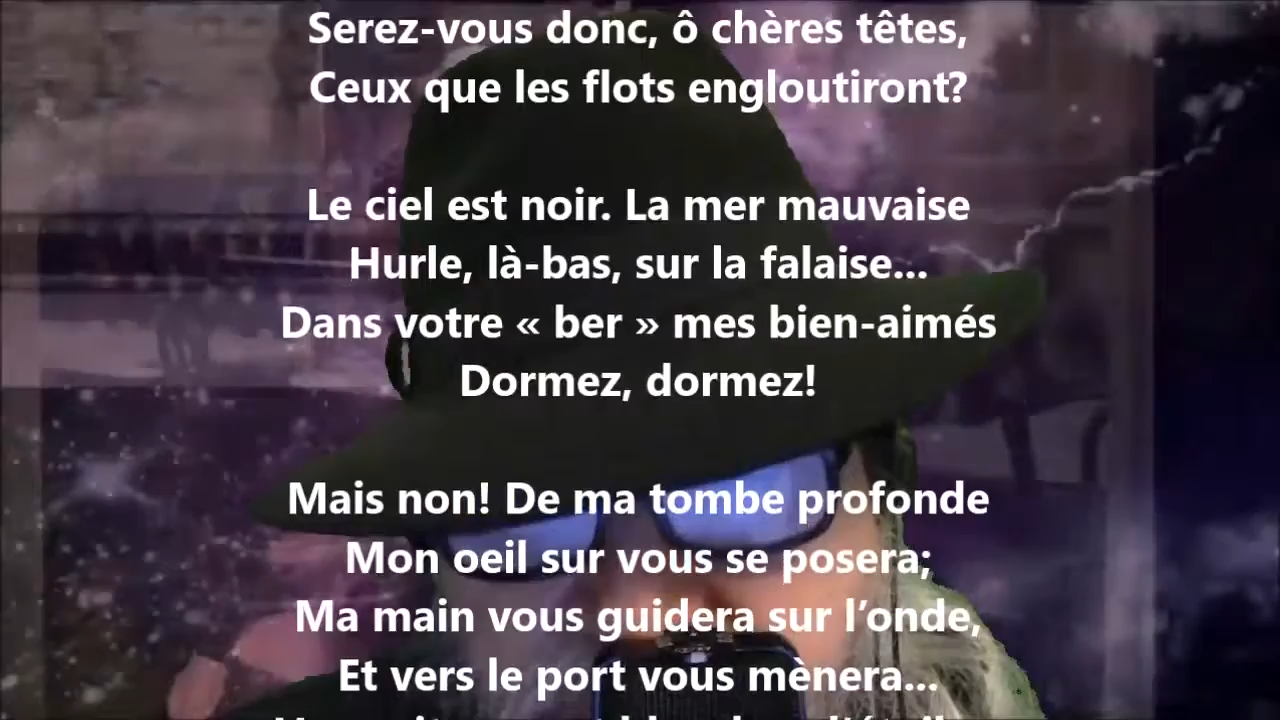 Serez-vous donc, ô chères têtes,
Ceux que les flots engloutiront?
Le ciel est noir. La mer mauvaise
Hurle, là-bas, sur la falaise...
Dans votre « ber » mes bien-aimés
Dormez, dormez!
Mais non! De ma tombe profonde
Mon oeil sur vous se posera;
Ma main vous guidera sur l’onde,
Et vers le port vous mènera...